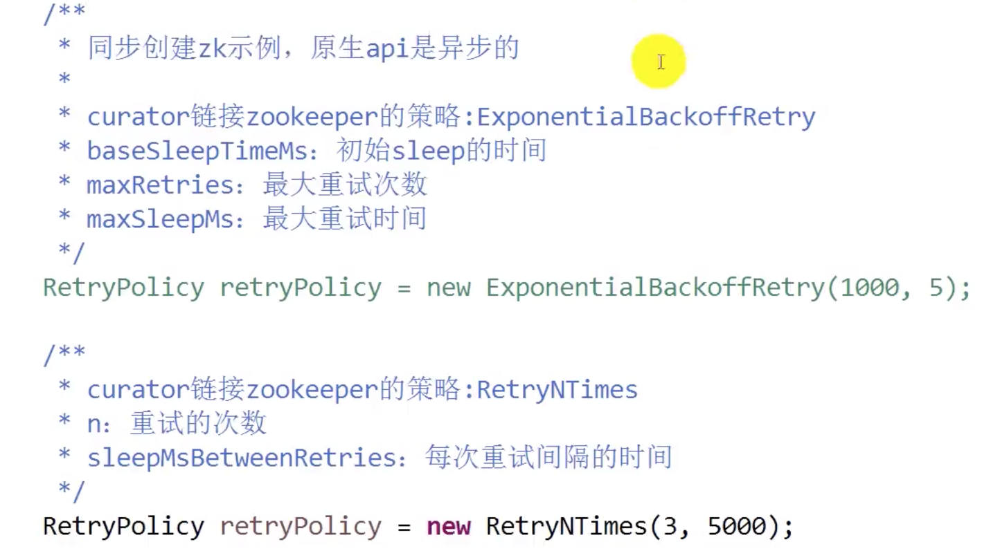 /**
* 同步创建zk示例，原生api是异步的
*
* curator链接zookeeper的策略:ExponentialBackoffRetry
* baseSleepTimeMs：初始sleep的时间
* maxRetries：最大重试次数
* maxSleepMs：最大重试时间
*/
RetryPolicy retryPolicy = new ExponentialBackoffRetry(1000, 5);
/**
* curator链接zookeeper的策略:RetryNTimes
* n：重试的次数
* sleepMsBetweenRetries：每次重试间隔的时间
*/
RetryPolicy retryPolicy = new RetryNTimes(3, 5000);